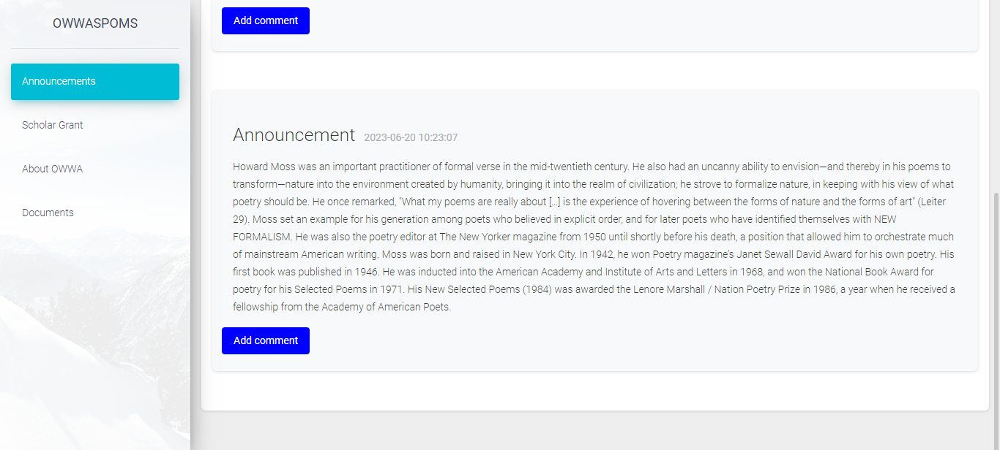 OWWASPOMS
Announcements
Scholar Grant
About OWWA
Documents
Add comment
Announcement 2023-06-20 10:23:07
Howard Moss was an important practitioner of formal verse in the mid-twentieth century. He also had an uncanny ability to envision—and thereby in his poems to
transform—nature into the environment created by humanity, bringing it into the realm of civilization; he strove to formalize nature, in keeping with his view of what
poetry should be. He once remarked, "What my poems are really about [...] is the experience of hovering between the forms of nature and the forms of art" (Leiter
29). Moss set an example for his generation among poets who believed in explicit order, and for later poets who have identified themselves with NEW
FORMALISM. He was also the poetry editor at The New Yorker magazine from 1950 until shortly before his death, a position that allowed him to orchestrate much
of mainstream American writing. Moss was born and raised in New York City. In 1942, he won Poetry magazine’s Janet Sewall David Award for his own poetry. His
first book was published in 1946. He was inducted into the American Academy and Institute of Arts and Letters in 1968, and won the National Book Award for
poetry for his Selected Poems in 1971. His New Selected Poems (1984) was awarded the Lenore Marshall / Nation Poetry Prize in 1986, a year when he received a
fellowship from the Academy of American Poets.
Add comment